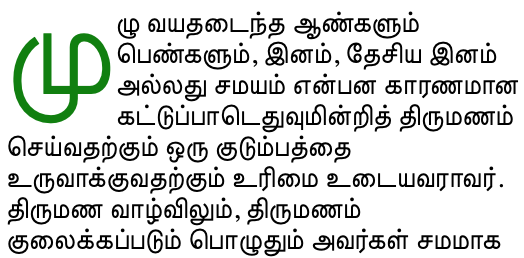 முழு வயதடைந்த ஆண்களும்
பெண்களும், இனம், தேசிய இனம்
அல்லது சமயம் என்பன காரணமான
கட்டுப்பாடெதுவுமின்றித் திருமணம்
செய்வதற்கும் ஒரு குடும்பத்தை
உருவாக்குவதற்கும் உரிமை உடையவராவர்.
திருமண வாழ்விலும், திருமணம்
குலைக்கப்படும் பொழுதும் அவர்கள் சமமாக